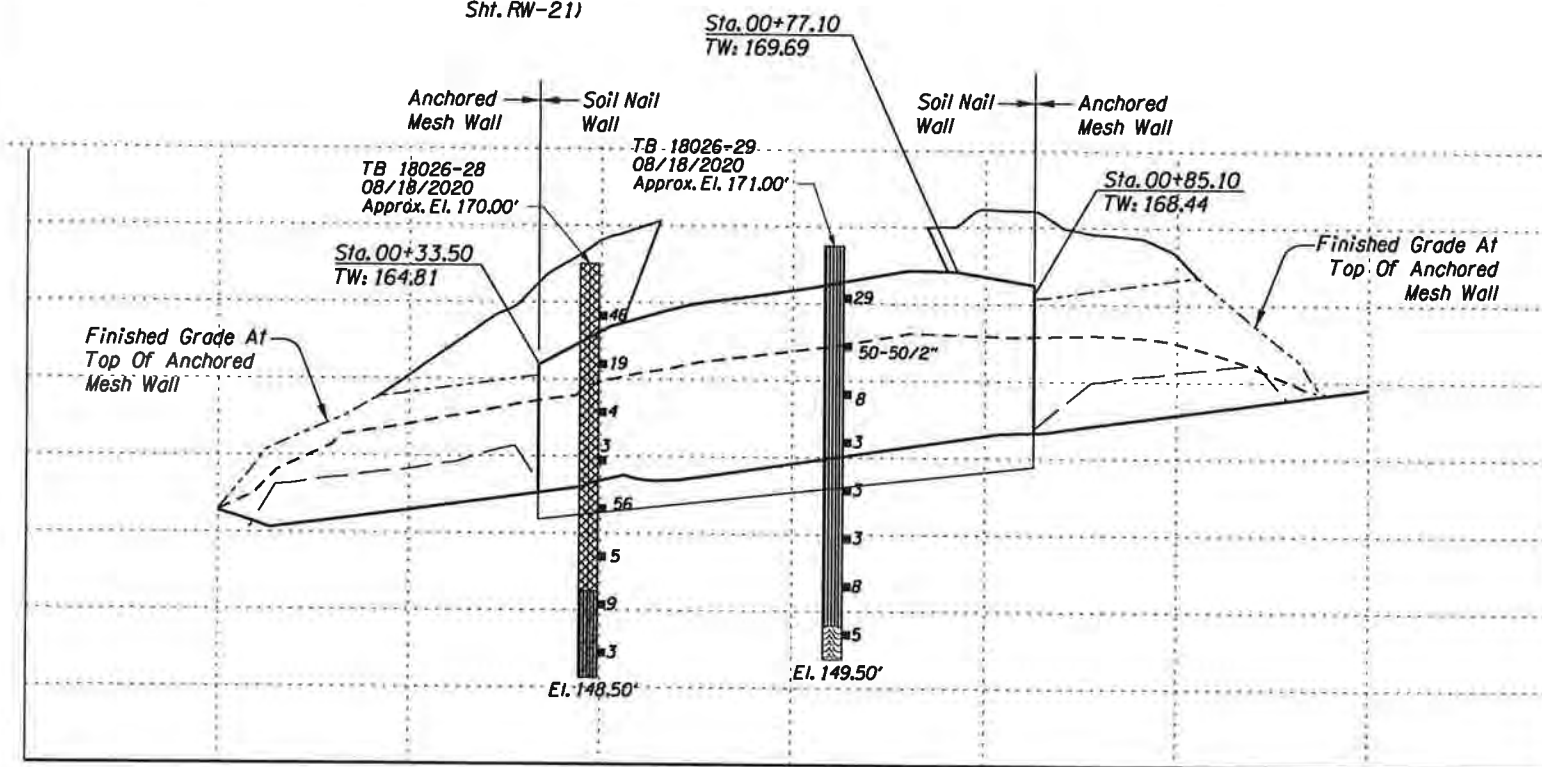 Sht. RW-21)
Sta. 00+77.10
TW: 169.69
Anchored
Mesh Wall
Soil Nail
Wall
Soil Nail
Wall
Anchored
Mesh Wall
TB 18026-28
08/18/2020
Approx. El. 170.00'
TB 18026-29
08/18/2020
Approx. El. 171.00'
Sta. 00+85.10
TW: 168.44
Sta. 00+33.50
TW: 164.81
Finished Grade At
Top Of Anchored
Mesh Wall
Finished Grade At
Top Of Anchored
Mesh Wall
48
19
4
3
56
5
9
3
El. 148.50'
29
50-50/2"
8
3
3
3
8
5
El. 149.50'